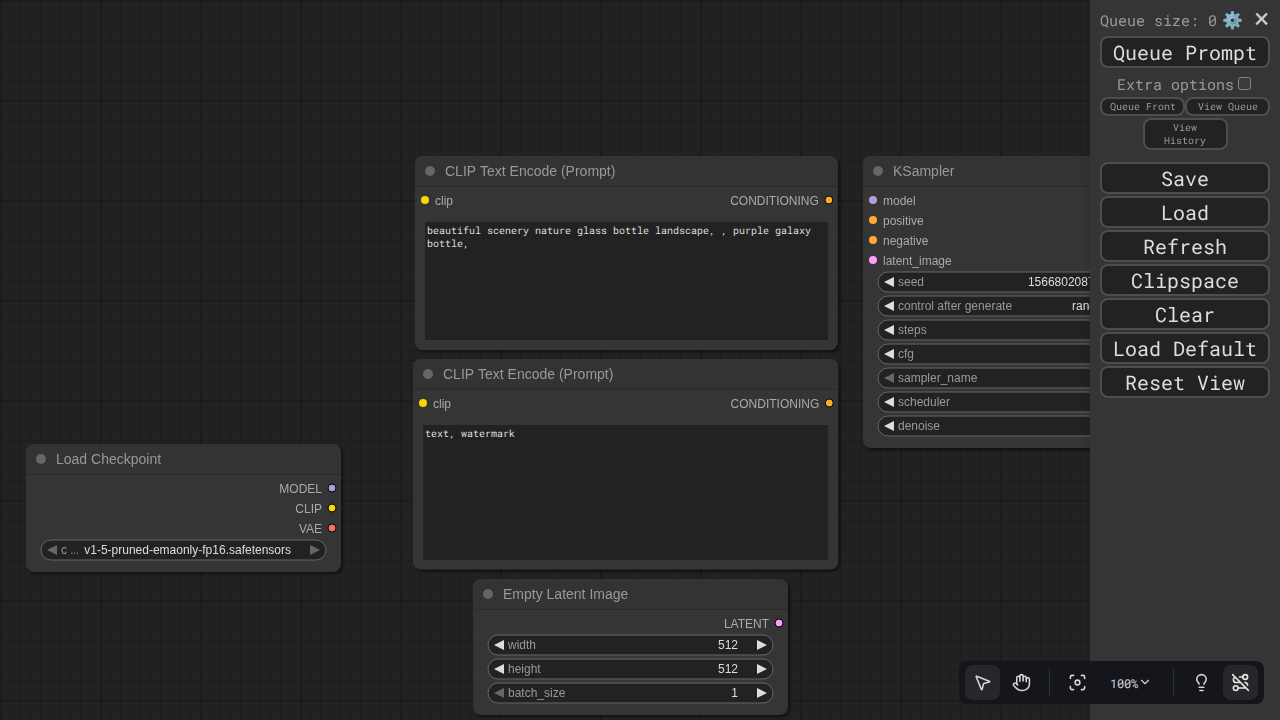 Queue size: 0
Queue Prompt
Extra options
Queue Front
View Queue
View
History
Save
Load
Refresh
Clipspace
Clear
Load Default
Reset View
CLIP Text Encode (Prompt)
clip
CONDITIONING
beautiful scenery nature glass bottle landscape, , purple galaxy
bottle,
KSampler
model
positive
negative
latent_image
seed
control after generate
steps
cfg
sampler_name
scheduler
denoise
CLIP Text Encode (Prompt)
clip
CONDITIONING
text, watermark
Load Checkpoint
MODEL
CLIP
VAE
c ... v1-5-pruned-emaonly-fp16.safetensors
Empty Latent Image
LATENT
width 512
height 512
batch_size 1
100%